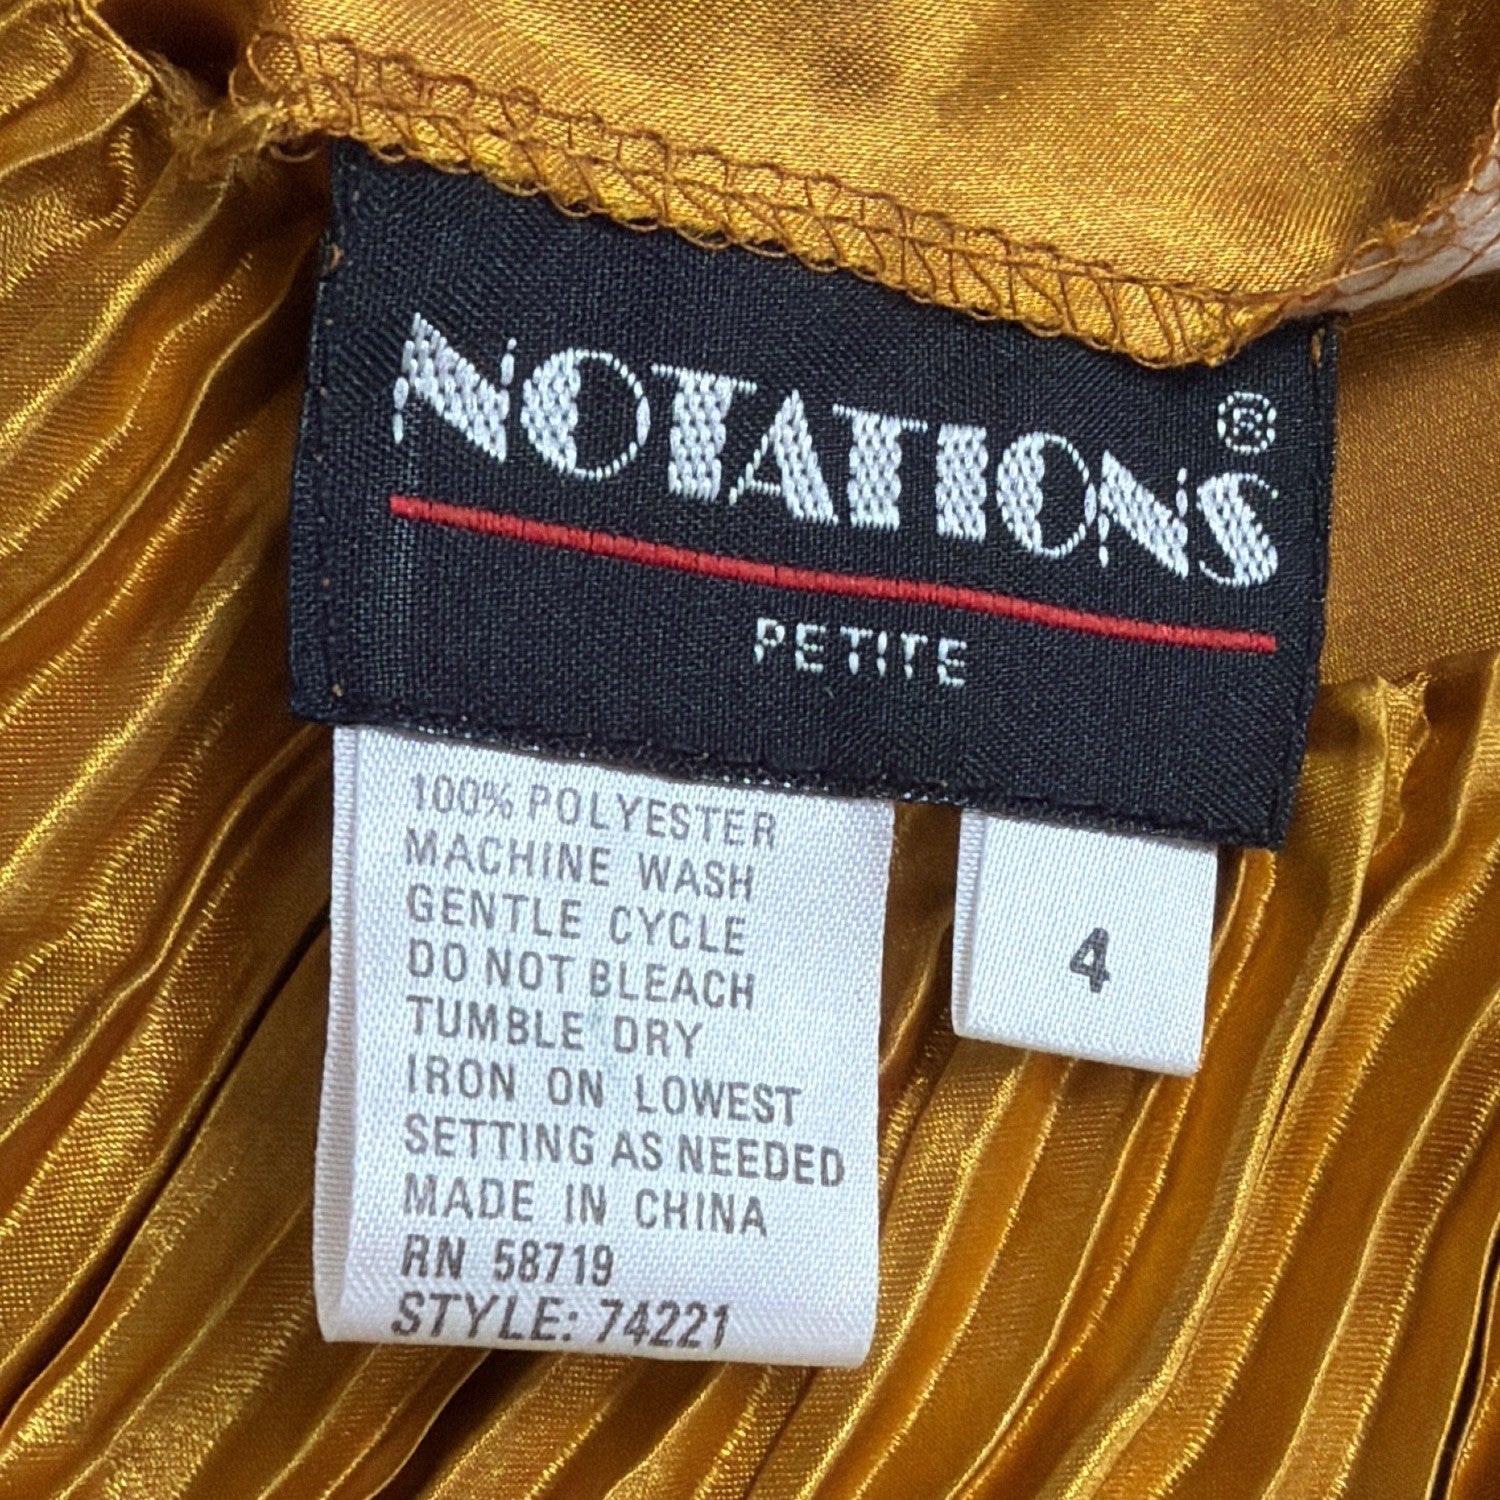 NOTATIONS®
PETITE
100% POLYESTER
MACHINE WASH
GENTLE CYCLE
DO NOT BLEACH
TUMBLE DRY
IRON ON LOWEST
SETTING AS NEEDED
MADE IN CHINA
RN 58719
STYLE: 74221
4